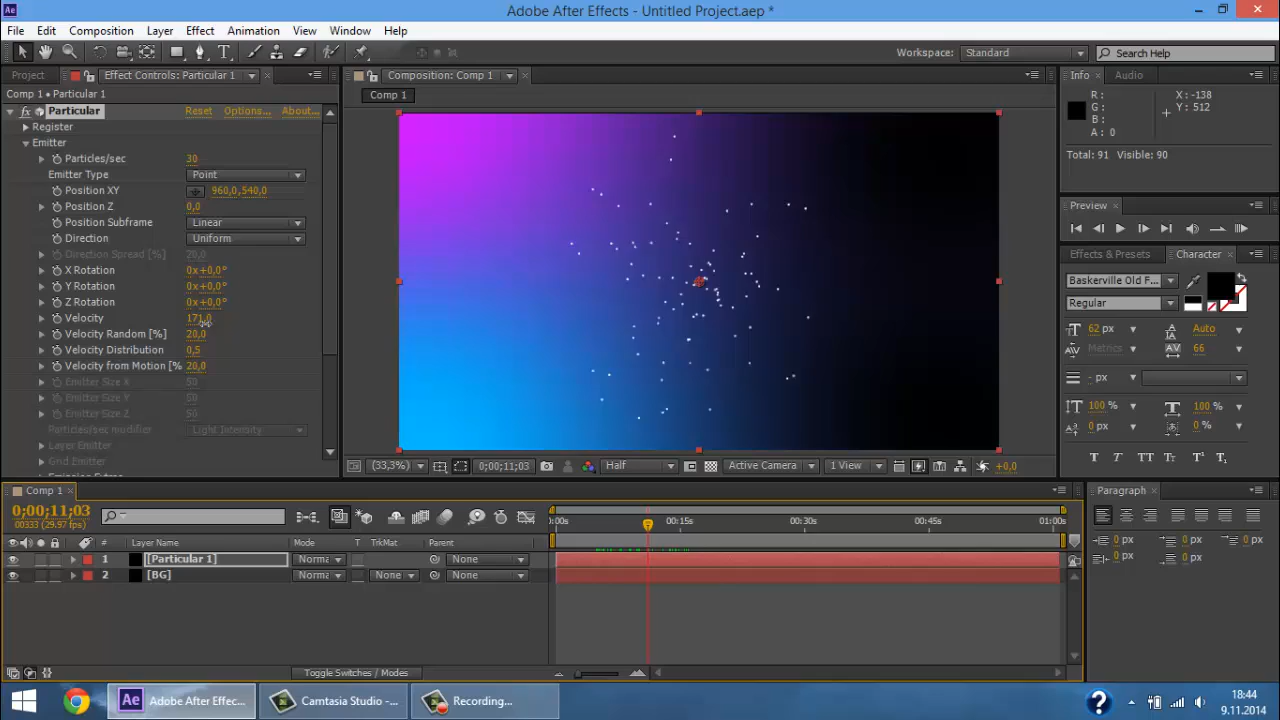 Adobe After Effects - Untitled Project.aep *
File Edit Composition Layer Effect Animation View Window Help
Workspace: Standard Search Help
Project Effect Controls: Particular 1 Composition: Comp 1 Info Audio
Comp 1 • Particular 1
Comp 1
fx Particular Reset Options... About...
Register
Emitter
Particles/sec 30
Emitter Type Point
Position XY 960,0,540,0
Position Z 0,0
Position Subframe Linear
Direction Uniform
Direction Spread [%] 20,0
X Rotation 0x+0,0°
Y Rotation 0x+0,0°
Z Rotation 0x+0,0°
Velocity 171,0
Velocity Random [%] 20,0
Velocity Distribution 0,5
Velocity from Motion [% 20,0
Emitter Size X 50
Emitter Size Y 50
Emitter Size Z 50
Particles/sec modifier Light Intensity
Layer Emitter
Grid Emitter
(33,3%) 0;00;11;03 Half Active Camera 1 View +0,0
R: X: -138
G: Y: 512
B:
A: 0
Total: 91 Visible: 90
Preview
Effects & Presets Character
Baskerville Old F...
Regular
62 px Auto
Metrics 66
- px
100 % 100 %
0 px 0 %
T T TT Tr T¹ T₁
Comp 1
0;00;11;03
00333 (29.97 fps)
:00s 00:15s 00:30s 00:45s 01:00s
# Layer Name Mode T TrkMat Parent
1 [Particular 1] Norma None
2 [BG] Norma None None
Toggle Switches / Modes
Paragraph
0 px 0 px 0 px
0 px 0 px
Adobe After Effec... Camtasia Studio -... Recording...
18:44
9.11.2014